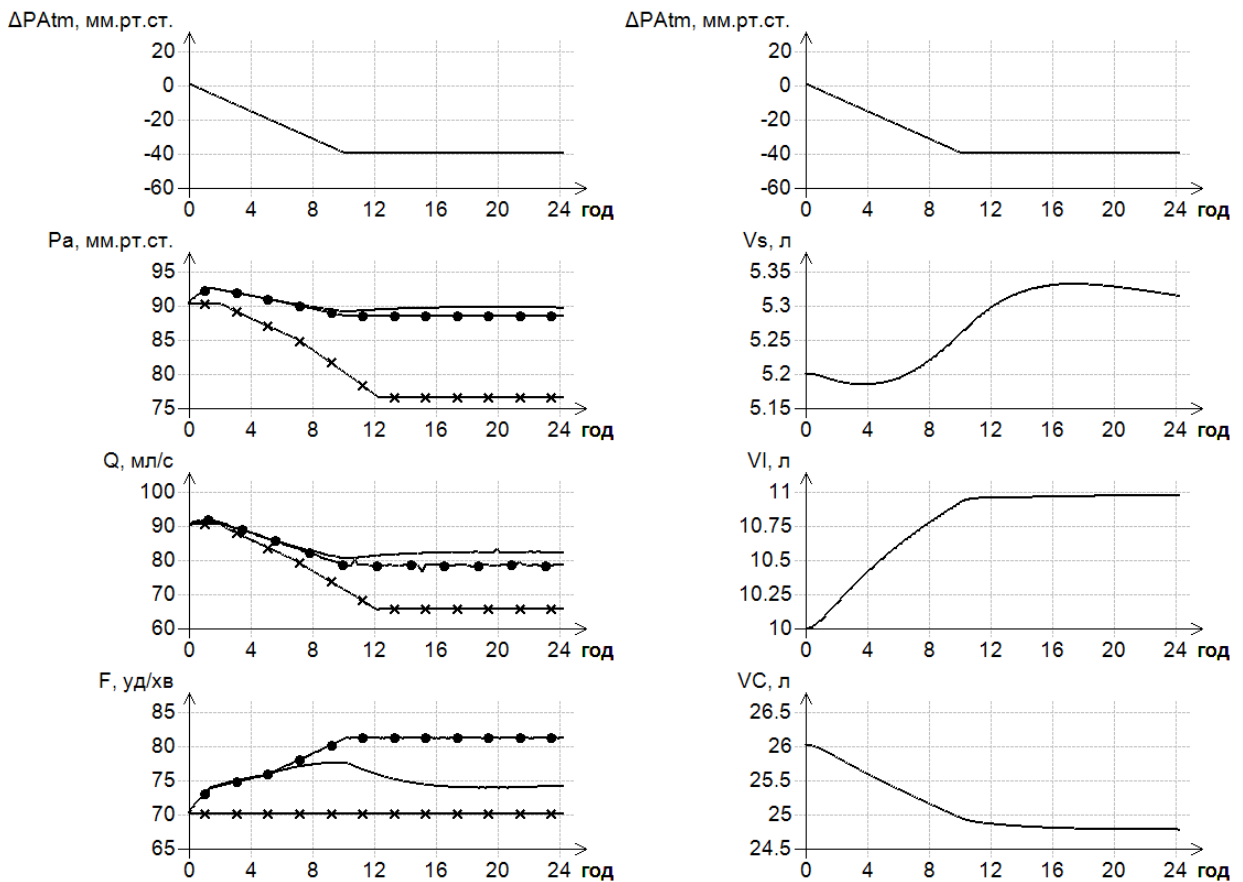 ΔPAtm, мм.рт.ст.
20
0
-20
-40
-60
0 4 8 12 16 20 24 год
Pa, мм.рт.ст.
95
90
85
80
75
0 4 8 12 16 20 24 год
Q, мл/с
100
90
80
70
60
0 4 8 12 16 20 24 год
F, уд/хв
85
80
75
70
65
0 4 8 12 16 20 24 год
ΔPAtm, мм.рт.ст.
20
0
-20
-40
-60
0 4 8 12 16 20 24 год
Vs, л
5.35
5.3
5.25
5.2
5.15
0 4 8 12 16 20 24 год
VI, л
11
10.75
10.5
10.25
10
0 4 8 12 16 20 24 год
VC, л
26.5
26
25.5
25
24.5
0 4 8 12 16 20 24 год